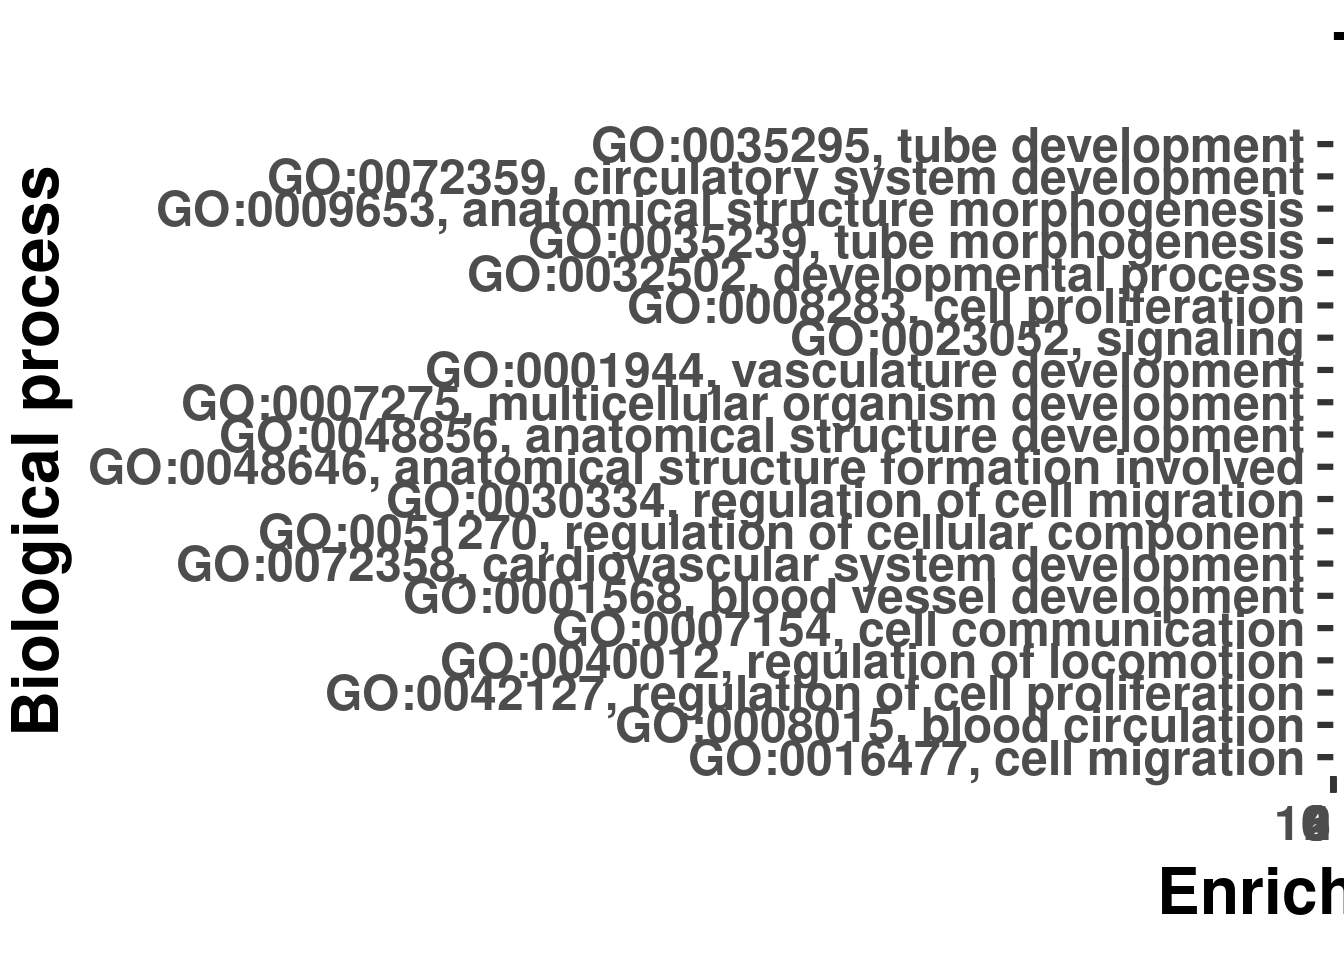 Biological process
GO:0035295, tube development
GO:0072359, circulatory system development
GO:0009653, anatomical structure morphogenesis
GO:0035239, tube morphogenesis
GO:0032502, developmental process
GO:0008283, cell proliferation
GO:0023052, signaling
GO:0001944, vasculature development
GO:0007275, multicellular organism development
GO:0048856, anatomical structure development
GO:0048646, anatomical structure formation involved
GO:0030334, regulation of cell migration
GO:0051270, regulation of cellular component
GO:0072358, cardiovascular system development
GO:0001568, blood vessel development
GO:0007154, cell communication
GO:0040012, regulation of locomotion
GO:0042127, regulation of cell proliferation
GO:0008015, blood circulation
GO:0016477, cell migration
Enrich